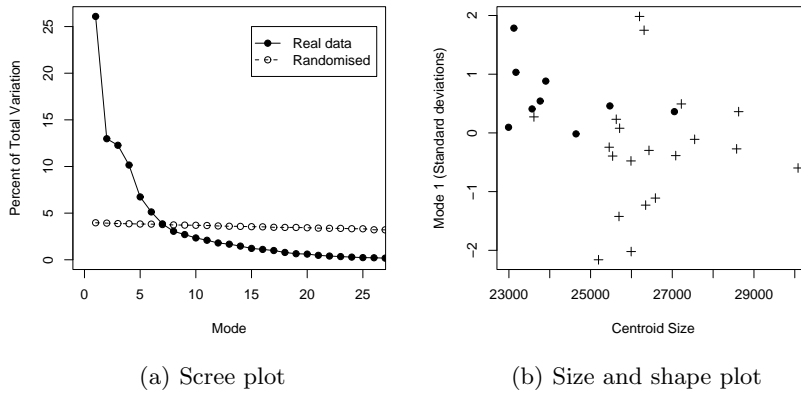 Percent of Total Variation
25
20
15
10
5
0
0 5 10 15 20 25
Mode
Real data
Randomised
(a) Scree plot
Mode 1 (Standard deviations)
2
1
0
-1
-2
23000 25000 27000 29000
Centroid Size
(b) Size and shape plot